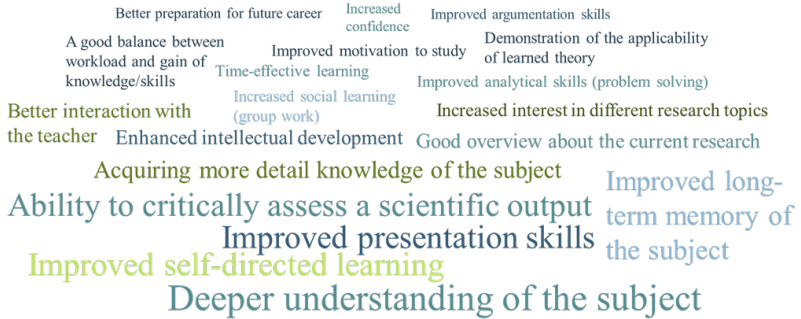 Better preparation for future career
Increased
confidence
Improved argumentation skills
A good balance between
workload and gain of
knowledge/skills
Improved motivation to study
Demonstration of the applicability
of learned theory
Time-effective learning
Improved analytical skills (problem solving)
Better interaction with
the teacher
Increased social learning
(group work)
Increased interest in different research topics
Enhanced intellectual development
Good overview about the current research
Acquiring more detail knowledge of the subject
Improved long-
term memory of
the subject
Ability to critically assess a scientific output
Improved presentation skills
Improved self-directed learning
Deeper understanding of the subject